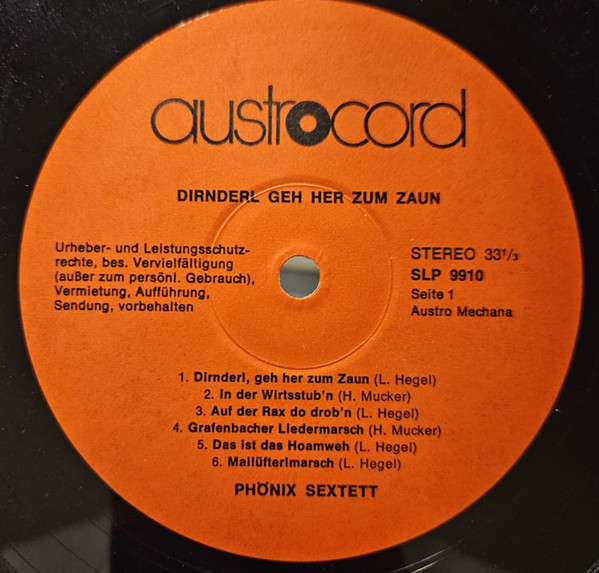 austrocord
DIRNDERL GEH HER ZUM ZAUN
Urheber- und Leistungsschutz-
rechte, bes. Vervielfältigung
(außer zum persönl. Gebrauch),
Vermietung, Aufführung,
Sendung, vorbehalten
STEREO 33¹/₃
SLP 9910
Seite 1
Austro Mechana
1. Dirnderl, geh her zum Zaun (L. Hegel)
2. In der Wirtsstub'n (H. Mucker)
3. Auf der Rax do drob'n (L. Hegel)
4. Grafenbacher Liedermarsch (H. Mucker)
5. Das ist das Hoamweh (L. Hegel)
6. Mailüfterlmarsch (L. Hegel)
PHÖNIX SEXTETT